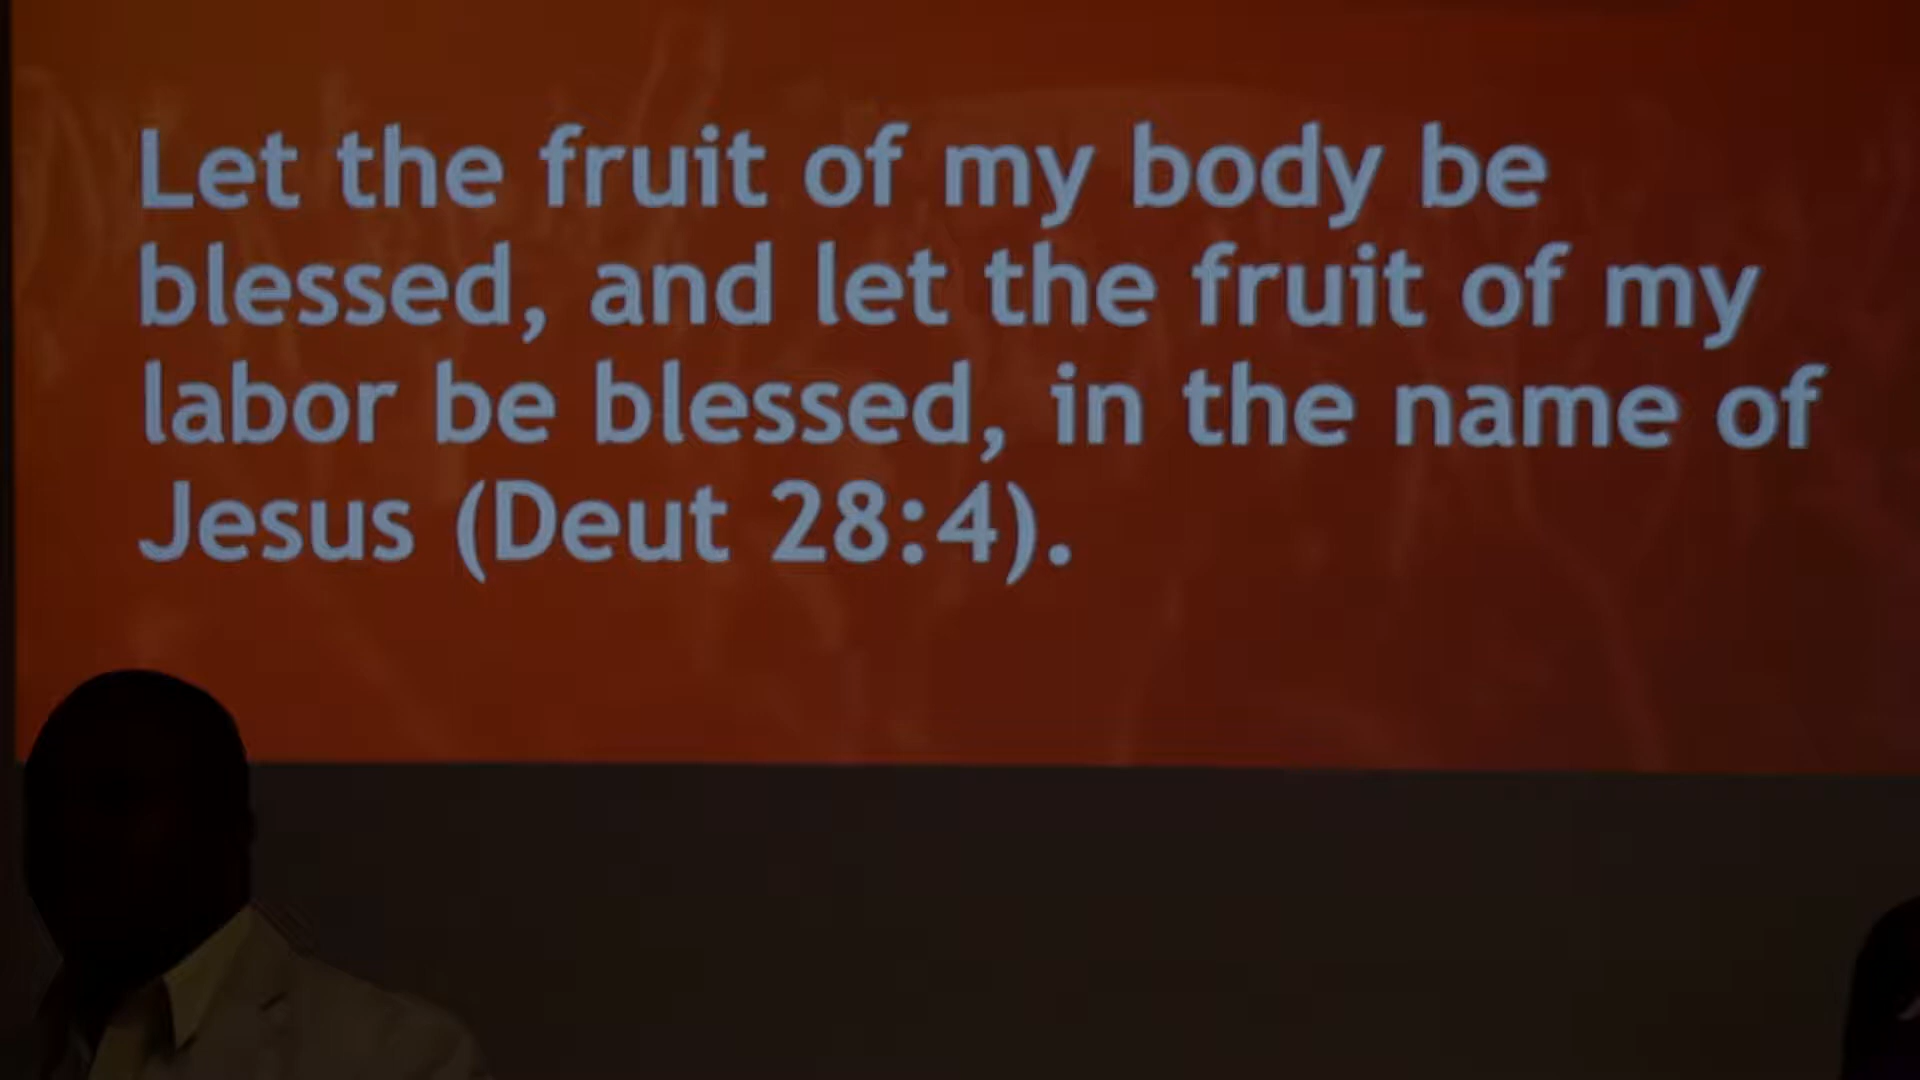 Let the fruit of my body be
blessed, and let the fruit of my
labor be blessed, in the name of
Jesus (Deut 28:4).